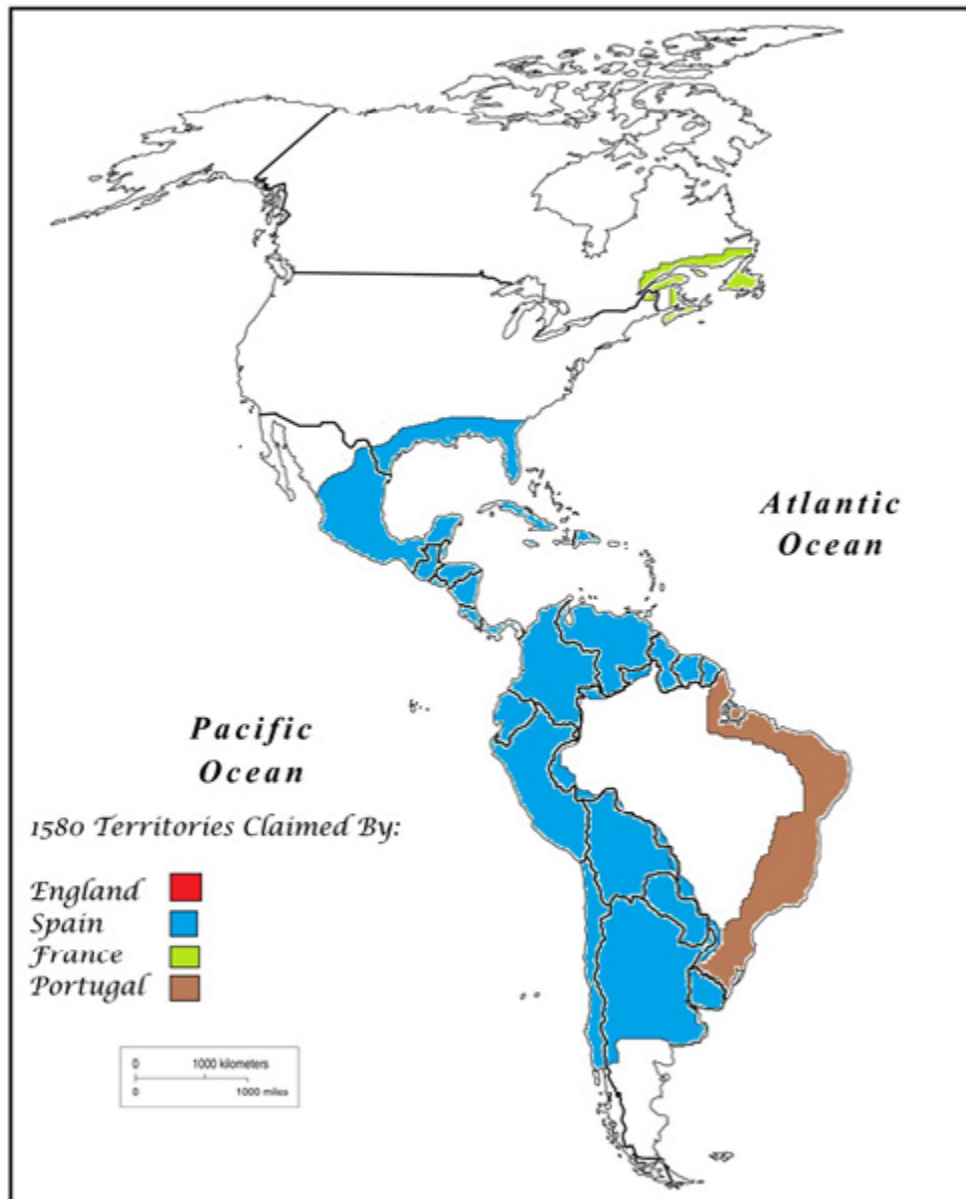 Atlantic
Ocean
Pacific
Ocean
1580 Territories Claimed By:
England
Spain
France
Portugal
0 1000 kilometers
0 1000 miles